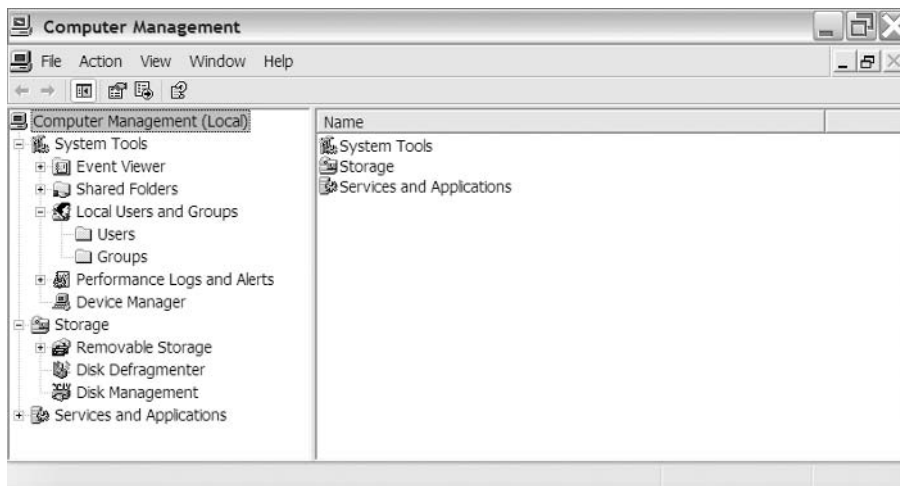 Computer Management
File Action View Window Help
Computer Management (Local)
System Tools
Event Viewer
Shared Folders
Local Users and Groups
Users
Groups
Performance Logs and Alerts
Device Manager
Storage
Removable Storage
Disk Defragmenter
Disk Management
Services and Applications
Name
System Tools
Storage
Services and Applications